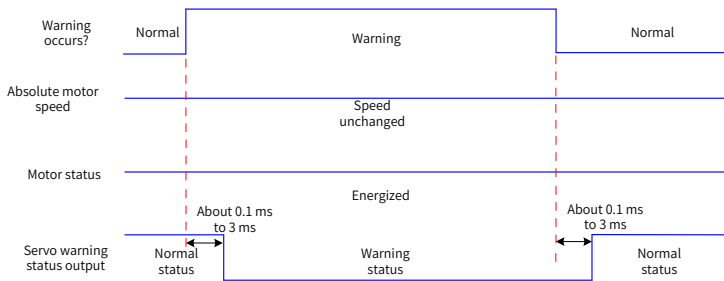 Warning
occurs?
Normal
Warning
Normal
Absolute motor
speed
Speed
unchanged
Motor status
Energized
About 0.1 ms
to 3 ms
About 0.1 ms
to 3 ms
Servo warning
status output
Normal
status
Warning
status
Normal
status